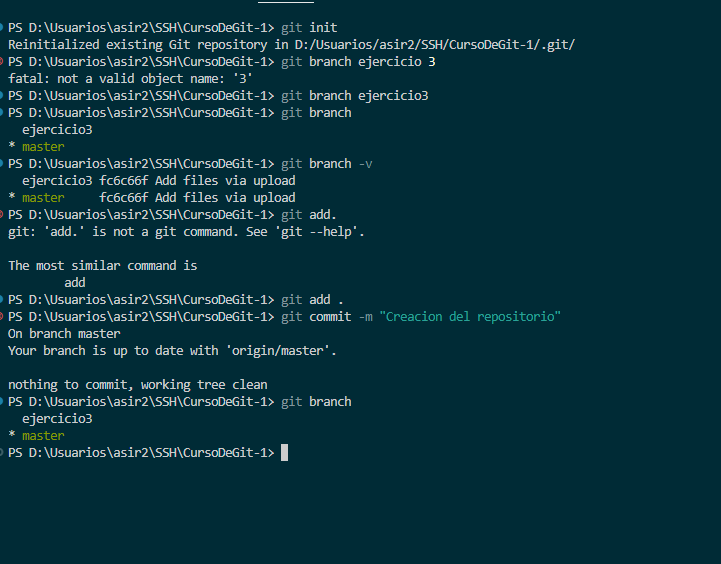 PS D:\Usuarios\asir2\SSH\CursoDeGit-1> git init
Reinitialized existing Git repository in D:/Usuarios/asir2/SSH/CursoDeGit-1/.git/
PS D:\Usuarios\asir2\SSH\CursoDeGit-1> git branch ejercicio 3
fatal: not a valid object name: '3'
PS D:\Usuarios\asir2\SSH\CursoDeGit-1> git branch ejercicio3
PS D:\Usuarios\asir2\SSH\CursoDeGit-1> git branch
  ejercicio3
* master
PS D:\Usuarios\asir2\SSH\CursoDeGit-1> git branch -v
  ejercicio3 fc6c66f Add files via upload
* master     fc6c66f Add files via upload
PS D:\Usuarios\asir2\SSH\CursoDeGit-1> git add.
git: 'add.' is not a git command. See 'git --help'.

The most similar command is
        add
PS D:\Usuarios\asir2\SSH\CursoDeGit-1> git add .
PS D:\Usuarios\asir2\SSH\CursoDeGit-1> git commit -m "Creacion del repositorio"
On branch master
Your branch is up to date with 'origin/master'.

nothing to commit, working tree clean
PS D:\Usuarios\asir2\SSH\CursoDeGit-1> git branch
  ejercicio3
* master
PS D:\Usuarios\asir2\SSH\CursoDeGit-1>